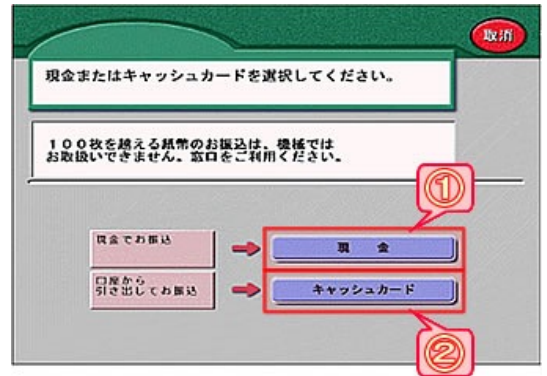 取消
現金またはキャッシュカードを選択してください。
100枚を越える紙幣のお振込は、機械では
お取扱いできません。窓口をご利用ください。
①
現金でお振込
現 金
口座から
引き出してお振込
キャッシュカード
②